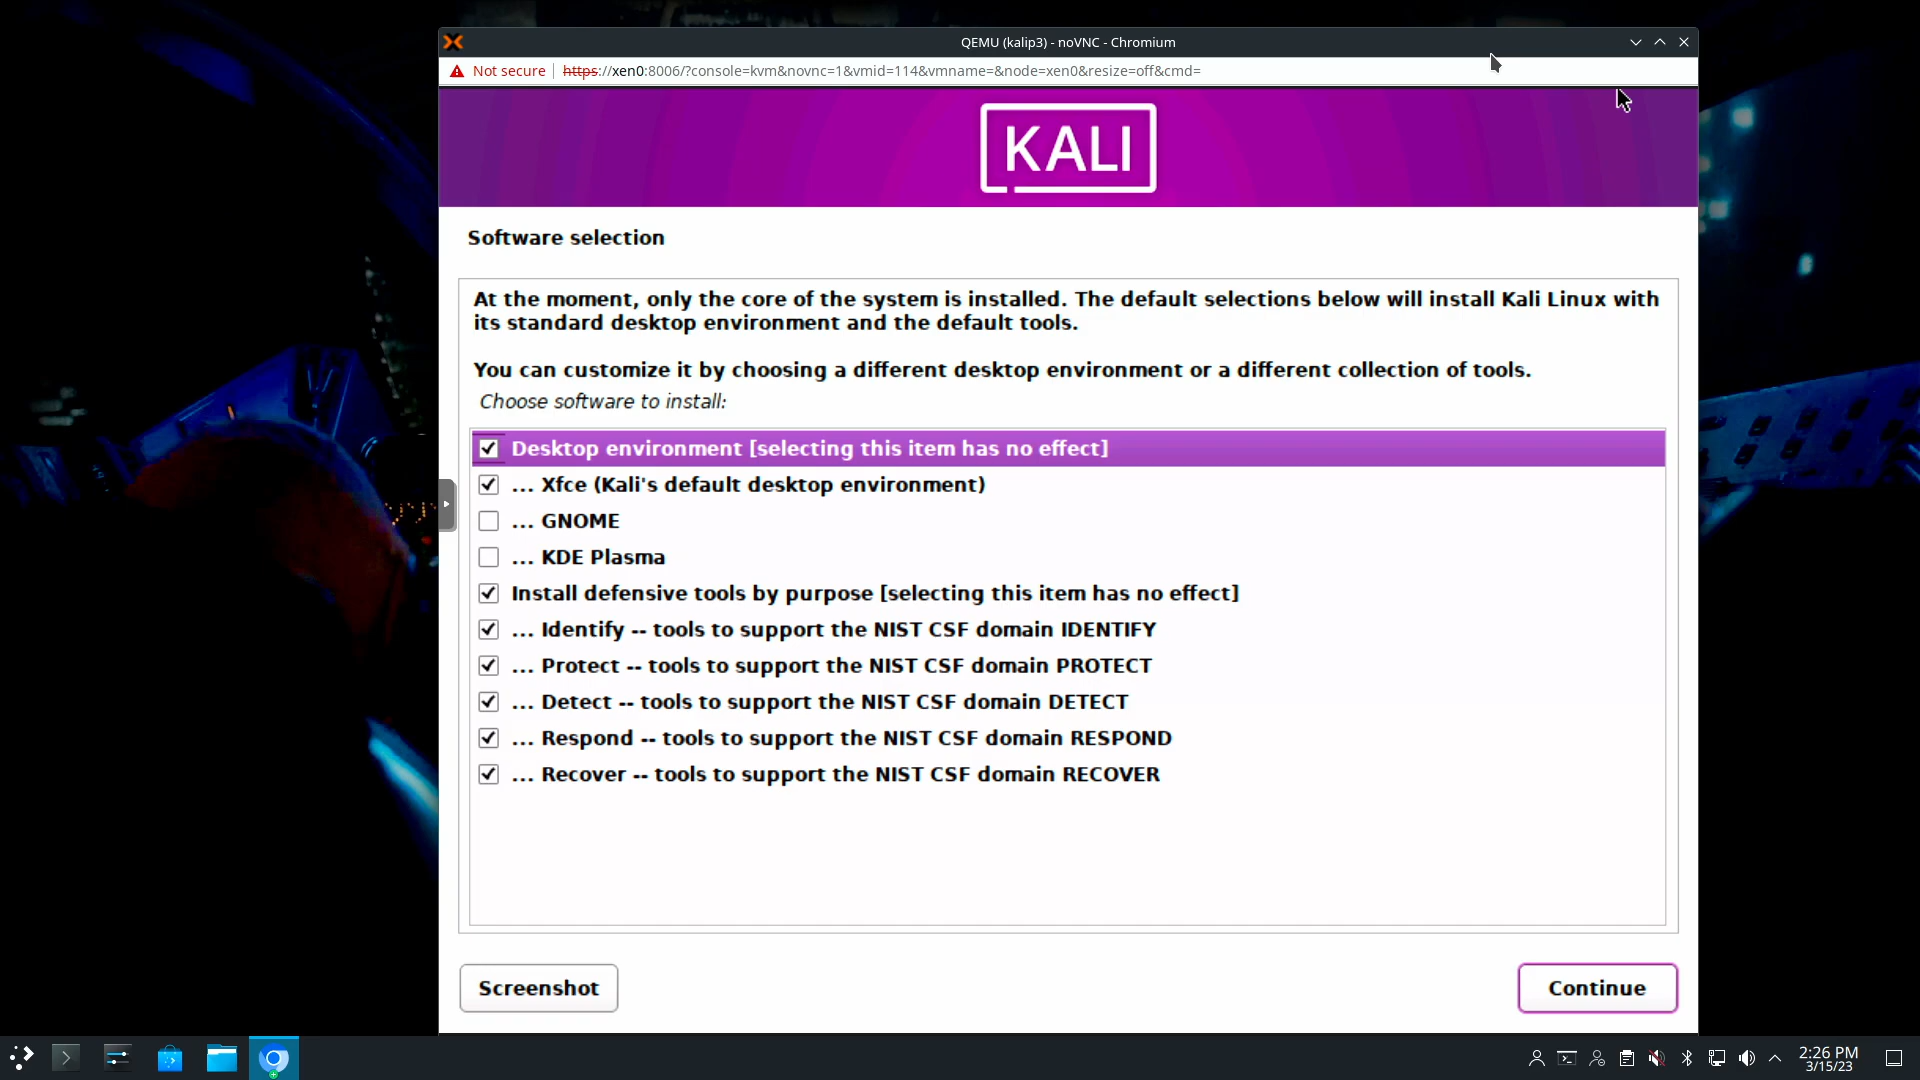 QEMU (kalip3) - noVNC - Chromium
Not secure https://xen0:8006/?console=kvm&novnc=1&vmid=114&vmname=&node=xen0&resize=off&cmd=
KALI
Software selection
At the moment, only the core of the system is installed. The default selections below will install Kali Linux with
its standard desktop environment and the default tools.
You can customize it by choosing a different desktop environment or a different collection of tools.
Choose software to install:
Desktop environment [selecting this item has no effect]
... Xfce (Kali's default desktop environment)
... GNOME
... KDE Plasma
Install defensive tools by purpose [selecting this item has no effect]
... Identify -- tools to support the NIST CSF domain IDENTIFY
... Protect -- tools to support the NIST CSF domain PROTECT
... Detect -- tools to support the NIST CSF domain DETECT
... Respond -- tools to support the NIST CSF domain RESPOND
... Recover -- tools to support the NIST CSF domain RECOVER
Screenshot
Continue
2:26 PM
3/15/23